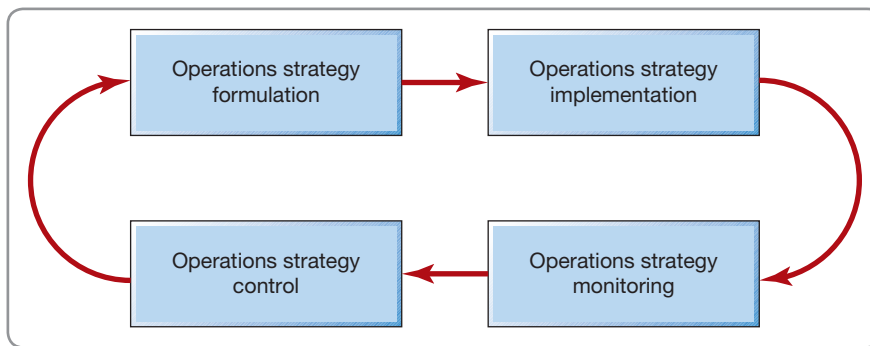 Operations strategy
formulation
Operations strategy
implementation
Operations strategy
control
Operations strategy
monitoring